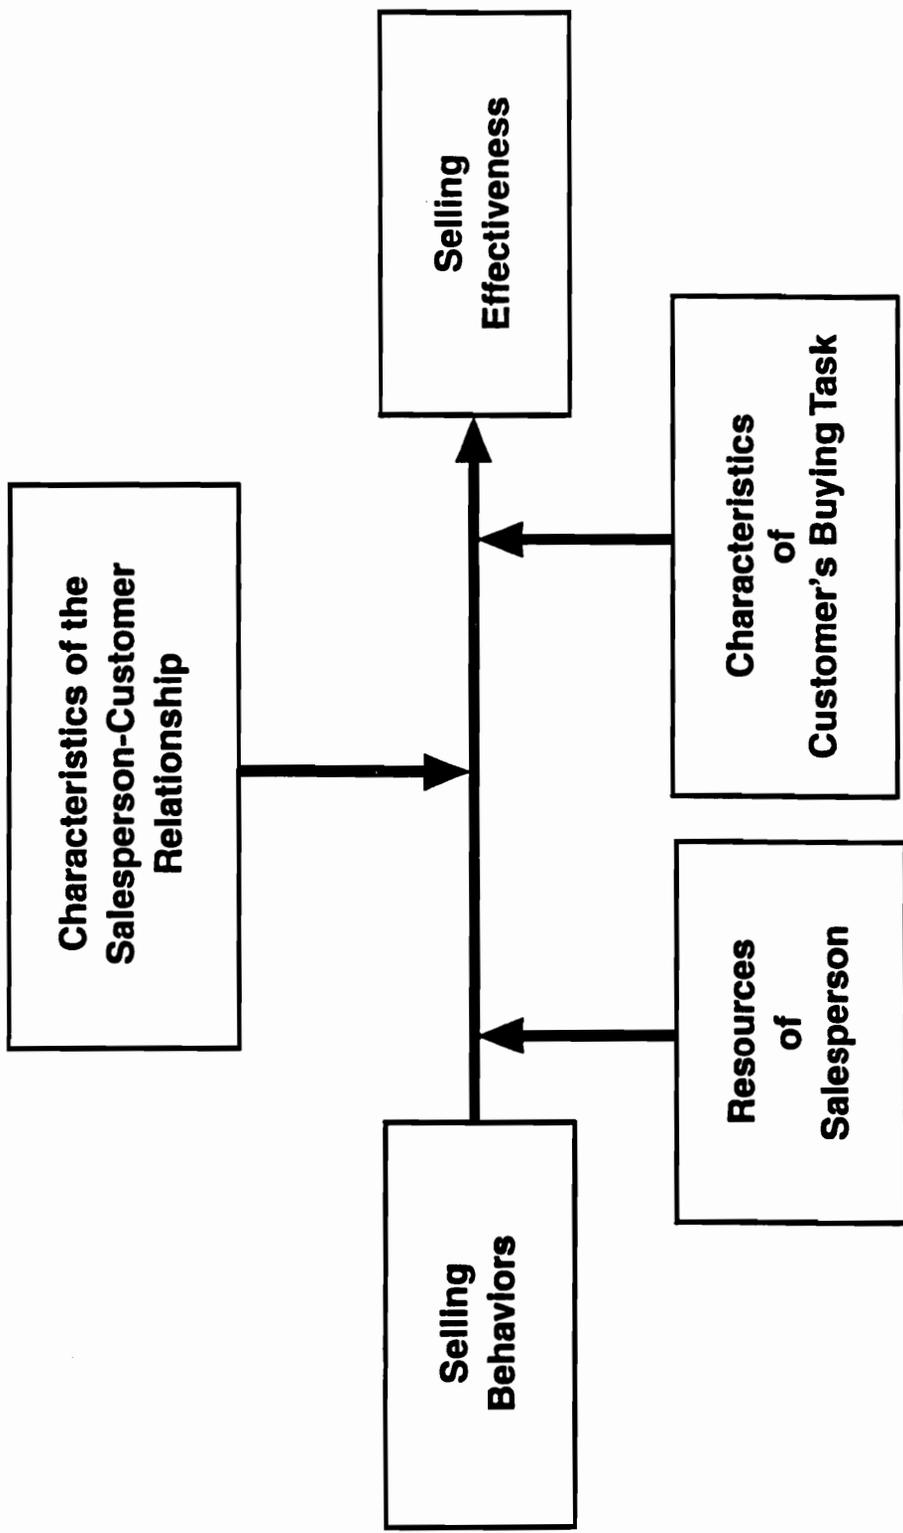 Characteristics of the
Salesperson-Customer
Relationship
Selling
Behaviors
Selling
Effectiveness
Resources
of
Salesperson
Characteristics
of
Customer's Buying Task